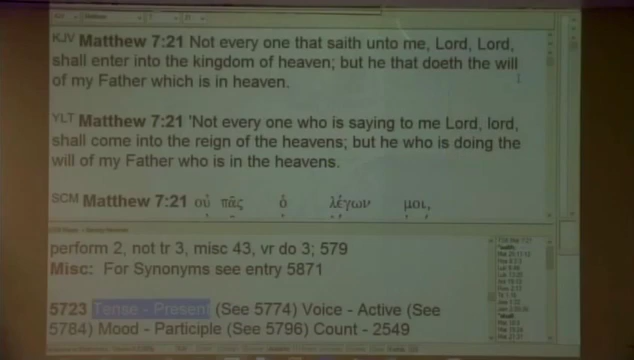 KJV Matthew 7:21 Not every one that saith unto me, Lord, Lord,
shall enter into the kingdom of heaven; but he that doeth the will
of my Father which is in heaven.
YLT Matthew 7:21 'Not every one who is saying to me Lord, lord,
shall come into the reign of the heavens; but he who is doing the
will of my Father who is in the heavens.
SCM Matthew 7:21 οὐ πᾶς ὁ λέγων μοι,
perform 2, not tr 3, misc 43, vr do 3; 579
Misc: For Synonyms see entry 5871
5723 Tense - Present (See 5774) Voice - Active (See
5784) Mood - Participle (See 5796) Count - 2549